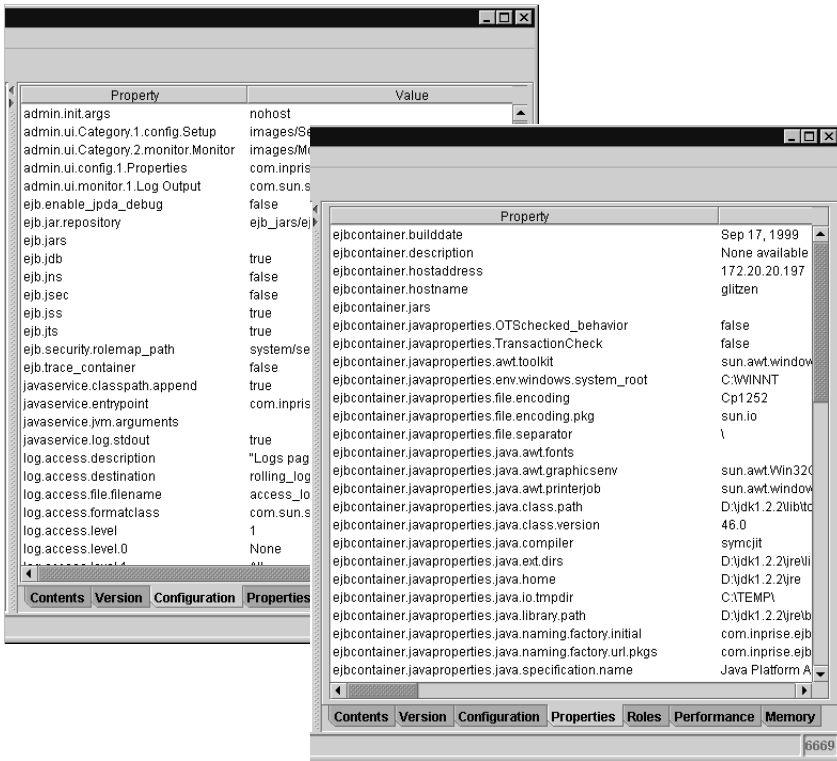 Property Value
admin.init.args nohost
admin.ui.Category.1.config.Setup images/Se
admin.ui.Category.2.monitor.Monitor images/Mo
admin.ui.config.1.Properties com.inpris
admin.ui.monitor.1.Log Output com.sun.s
ejb.enable_jpda_debug false
ejb.jar.repository ejb_jars/ej
ejb.jars
ejb.jdb true
ejb.jns false
ejb.jsec false
ejb.jss true
ejb.jts true
ejb.security.rolemap_path system/se
ejb.trace_container false
javaservice.classpath.append true
javaservice.entrypoint com.inpris
javaservice.jvm.arguments
javaservice.log.stdout true
log.access.description "Logs pag
log.access.destination rolling_log
log.access.file.filename access_lo
log.access.formatclass com.sun.s
log.access.level 1
log.access.level.0 None
Contents Version Configuration Properties
Property
ejbcontainer.builddate Sep 17, 1999
ejbcontainer.description None available
ejbcontainer.hostaddress 172.20.20.197
ejbcontainer.hostname glitzen
ejbcontainer.jars
ejbcontainer.javaproperties.OTSchecked_behavior false
ejbcontainer.javaproperties.TransactionCheck false
ejbcontainer.javaproperties.awt.toolkit sun.awt.window
ejbcontainer.javaproperties.env.windows.system_root C:\WINNT
ejbcontainer.javaproperties.file.encoding Cp1252
ejbcontainer.javaproperties.file.encoding.pkg sun.io
ejbcontainer.javaproperties.file.separator \
ejbcontainer.javaproperties.java.awt.fonts
ejbcontainer.javaproperties.java.awt.graphicsenv sun.awt.Win32G
ejbcontainer.javaproperties.java.awt.printerjob sun.awt.window
ejbcontainer.javaproperties.java.class.path D:\jdk1.2.2\lib\to
ejbcontainer.javaproperties.java.class.version 46.0
ejbcontainer.javaproperties.java.compiler symcjit
ejbcontainer.javaproperties.java.ext.dirs D:\jdk1.2.2\jre\li
ejbcontainer.javaproperties.java.home D:\jdk1.2.2\jre
ejbcontainer.javaproperties.java.io.tmpdir C:\TEMP\
ejbcontainer.javaproperties.java.library.path D:\jdk1.2.2\jre\b
ejbcontainer.javaproperties.java.naming.factory.initial com.inprise.ejb
ejbcontainer.javaproperties.java.naming.factory.url.pkgs com.inprise.ejb
ejbcontainer.javaproperties.java.specification.name Java Platform A
Contents Version Configuration Properties Roles Performance Memory
6669